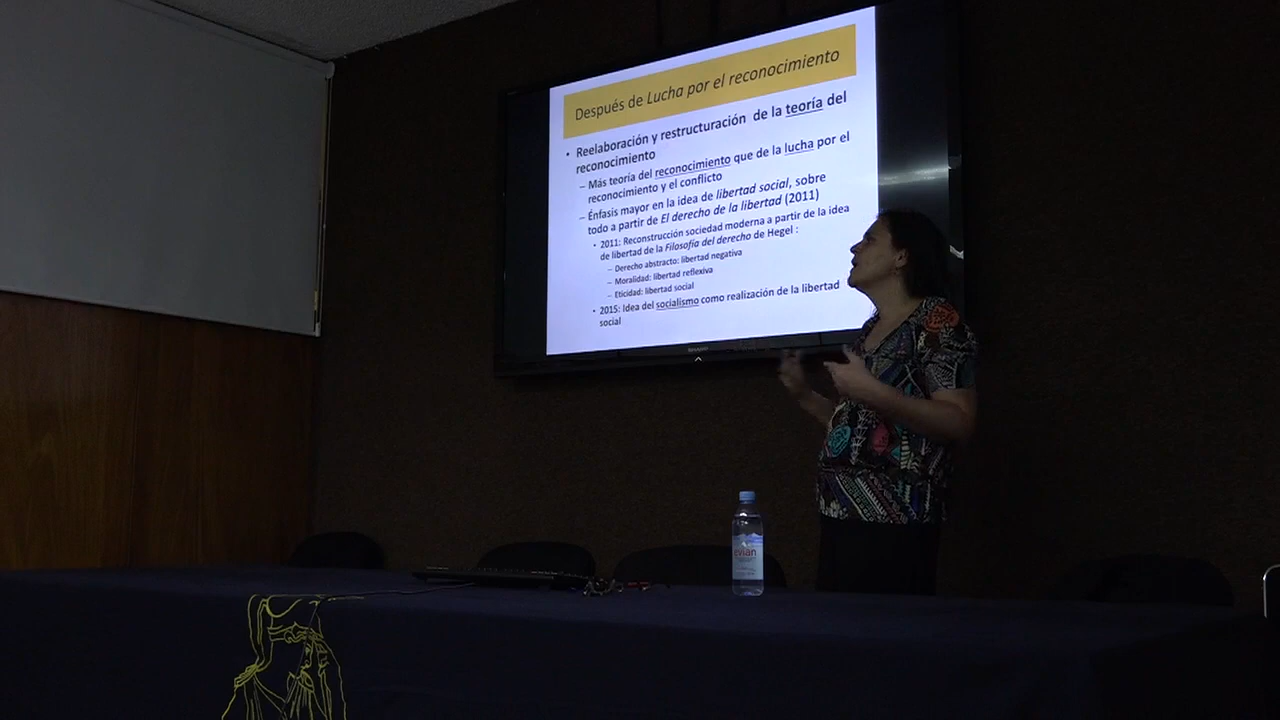 Después de Lucha por el reconocimiento
• Reelaboración y restructuración de la teoría del
reconocimiento
– Más teoría del reconocimiento que de la lucha por el
reconocimiento y el conflicto
– Énfasis mayor en la idea de libertad social, sobre
todo a partir de El derecho de la libertad (2011)
• 2011: Reconstrucción sociedad moderna a partir de la idea
de libertad de la Filosofía del derecho de Hegel :
– Derecho abstracto: libertad negativa
– Moralidad: libertad reflexiva
– Eticidad: libertad social
• 2015: Idea del socialismo como realización de la libertad
social
evian